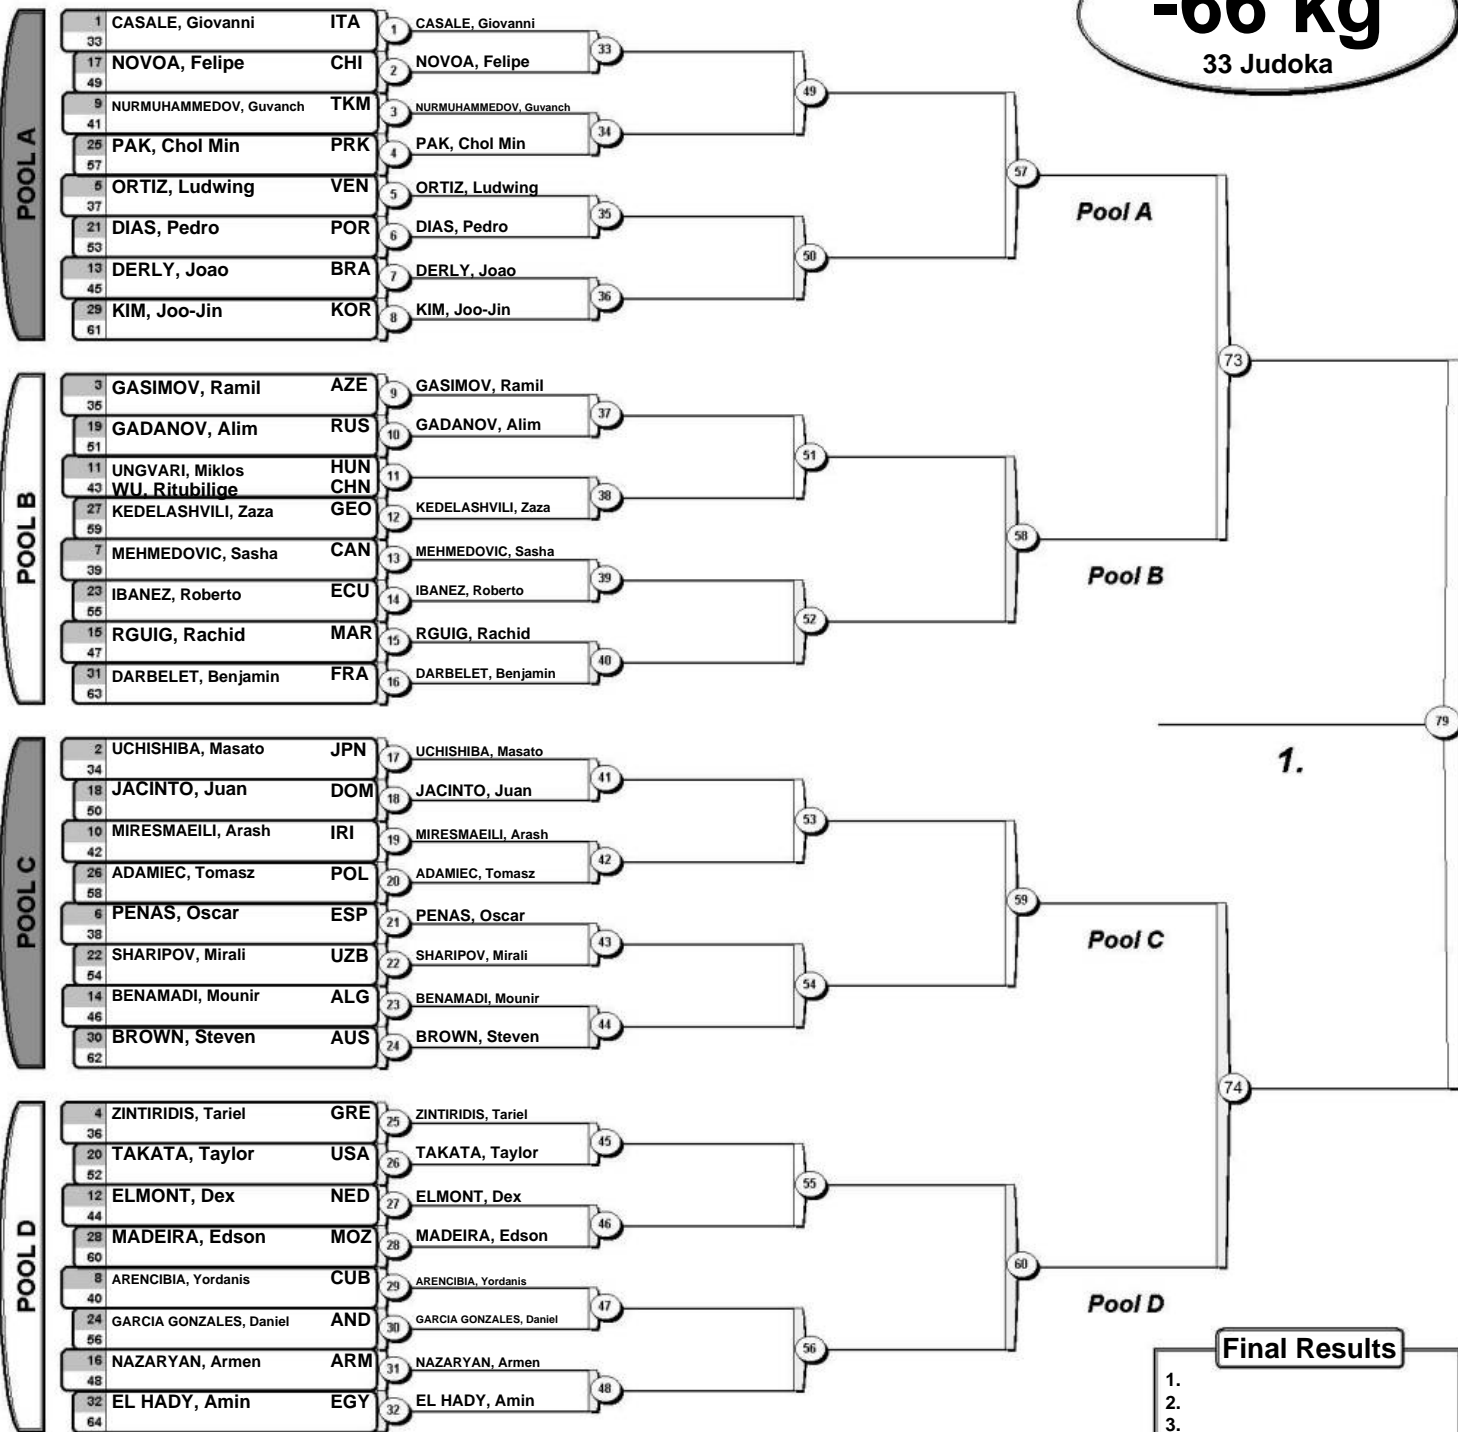 -66 kg
33 Judoka
POOL A
1 CASALE, Giovanni ITA 1 CASALE, Giovanni
33
33
17 NOVOA, Felipe CHI 2 NOVOA, Felipe
49
49
9 NURMUHAMMEDOV, Guvanch TKM 3 NURMUHAMMEDOV, Guvanch
41
34
25 PAK, Chol Min PRK 4 PAK, Chol Min
57
57
5 ORTIZ, Ludwing VEN 5 ORTIZ, Ludwing
37
35
Pool A
21 DIAS, Pedro POR 6 DIAS, Pedro
53
50
13 DERLY, Joao BRA 7 DERLY, Joao
45
36
29 KIM, Joo-Jin KOR 8 KIM, Joo-Jin
61
73
POOL B
3 GASIMOV, Ramil AZE 9 GASIMOV, Ramil
35
37
19 GADANOV, Alim RUS 10 GADANOV, Alim
51
51
11 UNGVARI, Miklos HUN 11
43 WU, Ritubilige CHN
38
27 KEDELASHVILI, Zaza GEO 12 KEDELASHVILI, Zaza
59
58
7 MEHMEDOVIC, Sasha CAN 13 MEHMEDOVIC, Sasha
39
39
Pool B
23 IBANEZ, Roberto ECU 14 IBANEZ, Roberto
55
52
15 RGUIG, Rachid MAR 15 RGUIG, Rachid
47
40
31 DARBELET, Benjamin FRA 16 DARBELET, Benjamin
63
79
1.
POOL C
2 UCHISHIBA, Masato JPN 17 UCHISHIBA, Masato
34
41
18 JACINTO, Juan DOM 18 JACINTO, Juan
50
53
10 MIRESMAEILI, Arash IRI 19 MIRESMAEILI, Arash
42
42
26 ADAMIEC, Tomasz POL 20 ADAMIEC, Tomasz
58
59
6 PENAS, Oscar ESP 21 PENAS, Oscar
38
43
Pool C
22 SHARIPOV, Mirali UZB 22 SHARIPOV, Mirali
54
54
14 BENAMADI, Mounir ALG 23 BENAMADI, Mounir
46
44
30 BROWN, Steven AUS 24 BROWN, Steven
62
74
POOL D
4 ZINTIRIDIS, Tariel GRE 25 ZINTIRIDIS, Tariel
36
45
20 TAKATA, Taylor USA 26 TAKATA, Taylor
52
55
12 ELMONT, Dex NED 27 ELMONT, Dex
44
46
28 MADEIRA, Edson MOZ 28 MADEIRA, Edson
60
60
8 ARENCIBIA, Yordanis CUB 29 ARENCIBIA, Yordanis
40
47
Pool D
24 GARCIA GONZALES, Daniel AND 30 GARCIA GONZALES, Daniel
56
56
16 NAZARYAN, Armen ARM 31 NAZARYAN, Armen
48
48
32 EL HADY, Amin EGY 32 EL HADY, Amin
64
Final Results
1.
2.
3.